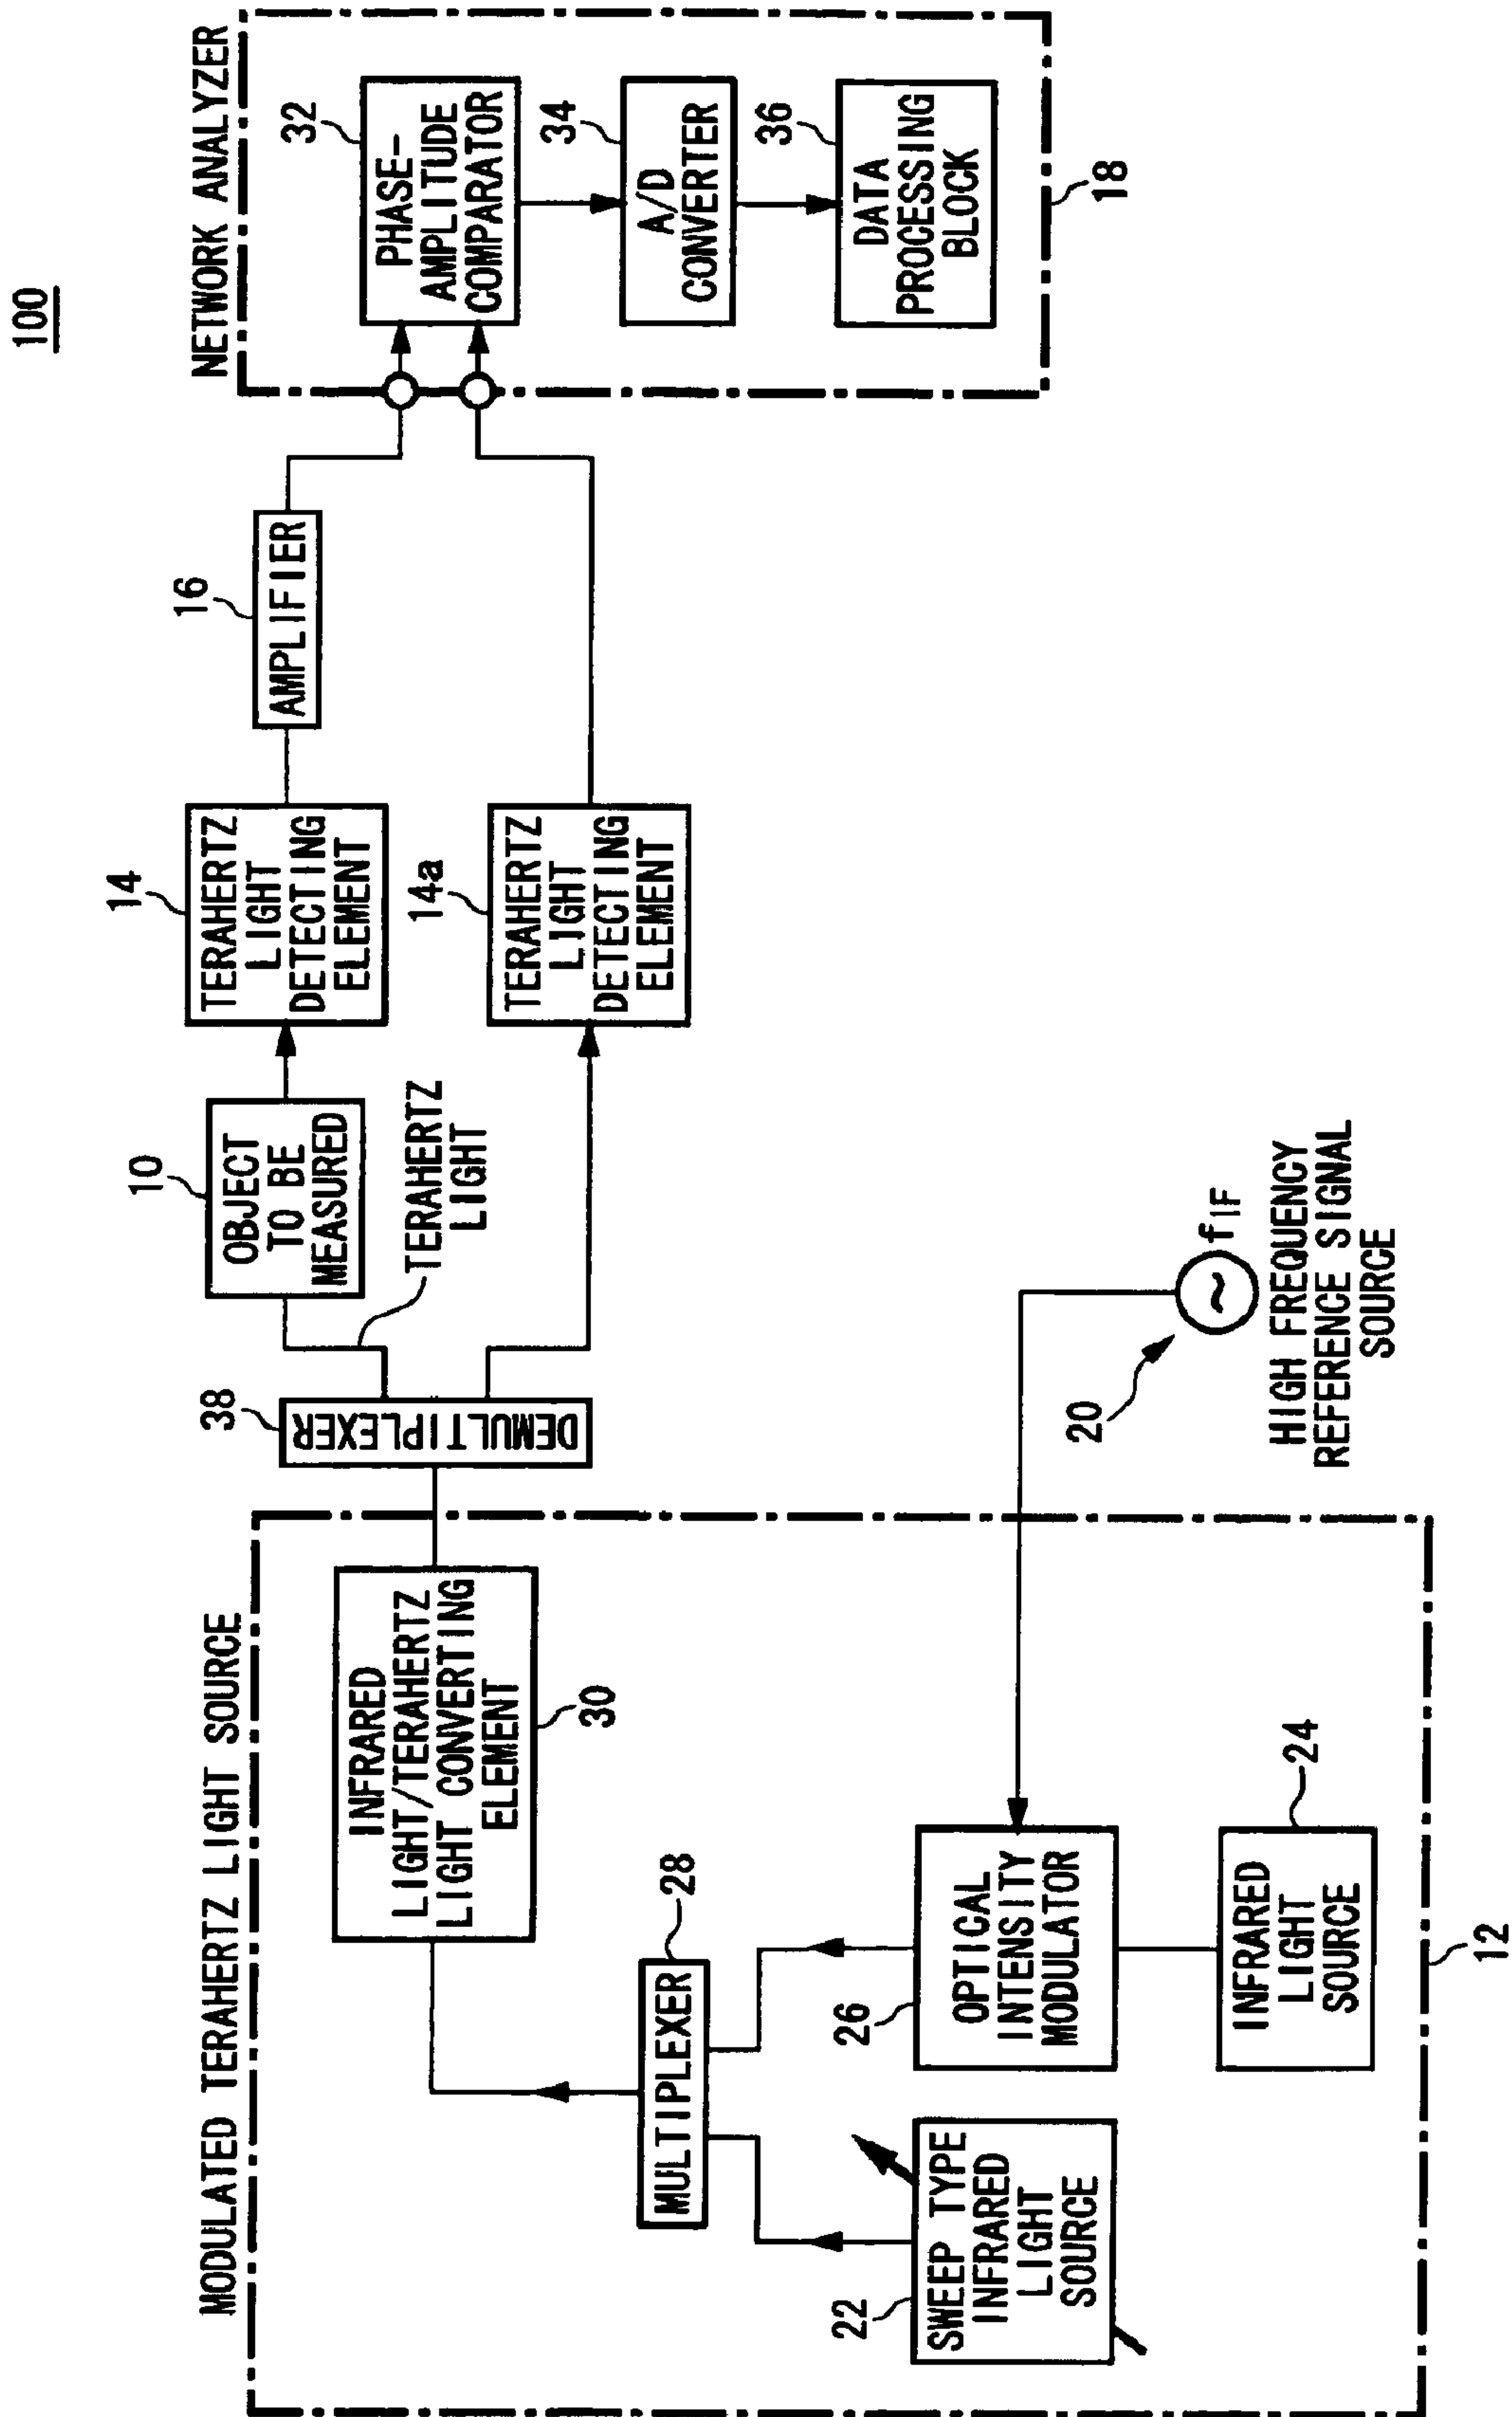 100
MODULATED TERAHERTZ LIGHT SOURCE
INFRARED
LIGHT/TERAHERTZ
LIGHT CONVERTING
ELEMENT
30
MULTIPLEXER
28
22
SWEEP TYPE
INFRARED
LIGHT
SOURCE
26
OPTICAL
INTENSITY
MODULATOR
INFRARED
LIGHT
SOURCE
24
12
38
DEMULTIPLEXER
10
OBJECT
TO BE
MEASURED
TERAHERTZ
LIGHT
20
fIF
HIGH FREQUENCY
REFERENCE SIGNAL
SOURCE
14
TERAHERTZ
LIGHT
DETECTING
ELEMENT
14a
TERAHERTZ
LIGHT
DETECTING
ELEMENT
16
AMPLIFIER
NETWORK ANALYZER
32
PHASE-
AMPLITUDE
COMPARATOR
34
A/D
CONVERTER
36
DATA
PROCESSING
BLOCK
18